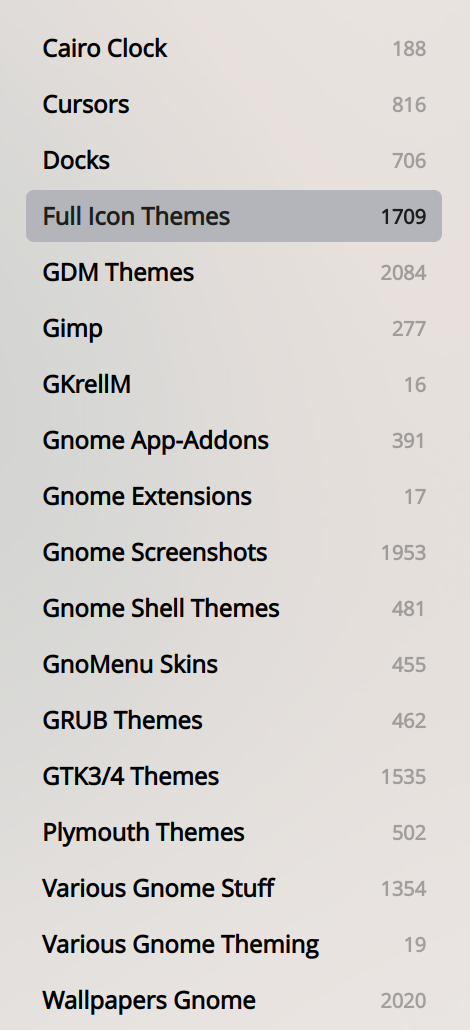 Cairo Clock 188
Cursors 816
Docks 706
Full Icon Themes 1709
GDM Themes 2084
Gimp 277
GKrellM 16
Gnome App-Addons 391
Gnome Extensions 17
Gnome Screenshots 1953
Gnome Shell Themes 481
GnoMenu Skins 455
GRUB Themes 462
GTK3/4 Themes 1535
Plymouth Themes 502
Various Gnome Stuff 1354
Various Gnome Theming 19
Wallpapers Gnome 2020